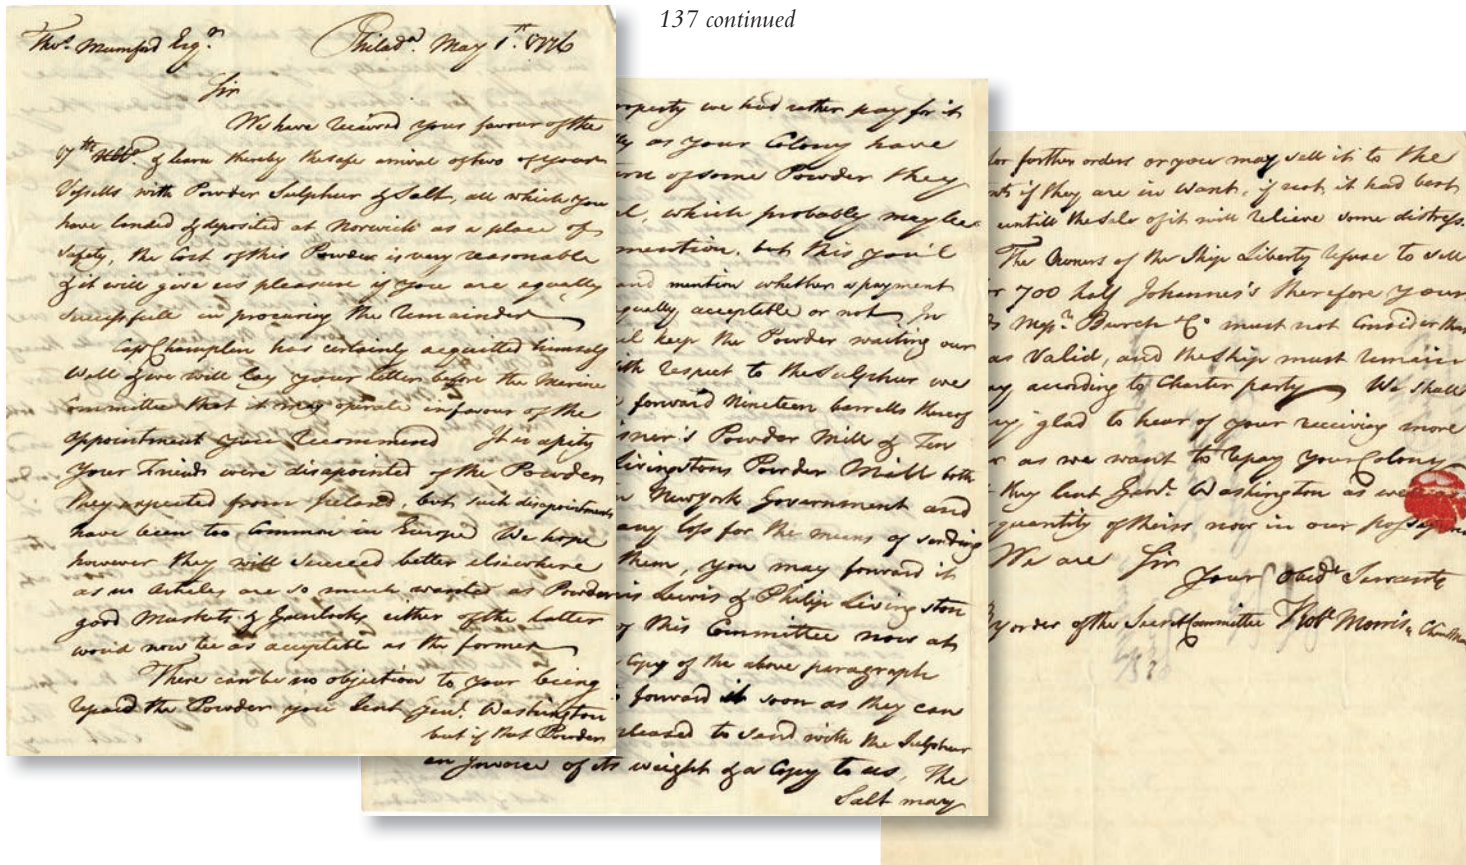 137 continued
Thos. Mumford Esqr.
Philada. May 1st. 1776
Sir
We have received your favour of the
17th Ulto. & learn thereby the safe arrival of two of your
Vessells with Powder Sulphur & Salt, all which you
have landed & deposited at Norwich as a place of
safety, the Cost of this Powder is very reasonable
& it will give us pleasure if you are equally
successfull in procuring the remainder
Capt Champlin has certainly acquitted himself
well & we will lay your letter before the Marine
Committee that it may operate in favour of the
appointment you recommend It is a pity
your Friends were disapointed of the Powder
they expected from Ireland but such disapointments
have been too Common in Europe We hope
however they will succeed better elsewhere
as no articles are so much wanted as Powder
good Muskets & Gunlocks, either of the latter
would now be as acceptable as the former
There can be no objection to your being
repaid the Powder you lent Genl. Washington
but if that Powder
property we had rather pay for it
as your Colony have
of some Powder they
which probably may be
mention. but this you'l
and mention whether a payment
equally acceptable or not In
keep the Powder waiting our
with respect to the Sulphur we
forward Nineteen barrells thereof
Powder Mill & Ten
Livingstons Powder Mill both
Newyork Government and
any loss for the means of sending
them, you may forward it
Lewis & Philip Livingston
of this Committee now at
Copy of the above paragraph
forward it soon as they can
pleased to send with the Sulphur
an Invoice of its weight & a Copy to us, The
Salt may
for further orders or you may sell it to the
if they are in want, if not it had best
untill the Sale of it will relieve some distress.
The Owners of the Ship Liberty refuse to sell
700 half Johannes's therefore your
Messrs. Burch & Co must not Consider that
as Valid, and the Ship must remain
according to Charter party We shall
glad to hear of your receiving more
as we want to repay your Colony
they lent Genl. Washington as well as
quantity of theirs now in our possession
We are Sir
Your Obedt Servants
By order of the Secret Committee Robt Morris, Chairman